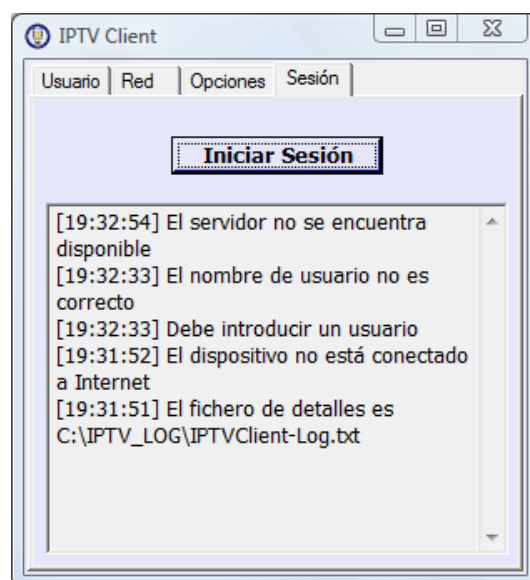 IPTV Client
Usuario Red Opciones Sesión
Iniciar Sesión
[19:32:54] El servidor no se encuentra
disponible
[19:32:33] El nombre de usuario no es
correcto
[19:32:33] Debe introducir un usuario
[19:31:52] El dispositivo no está conectado
a Internet
[19:31:51] El fichero de detalles es
C:\IPTV_LOG\IPTVClient-Log.txt